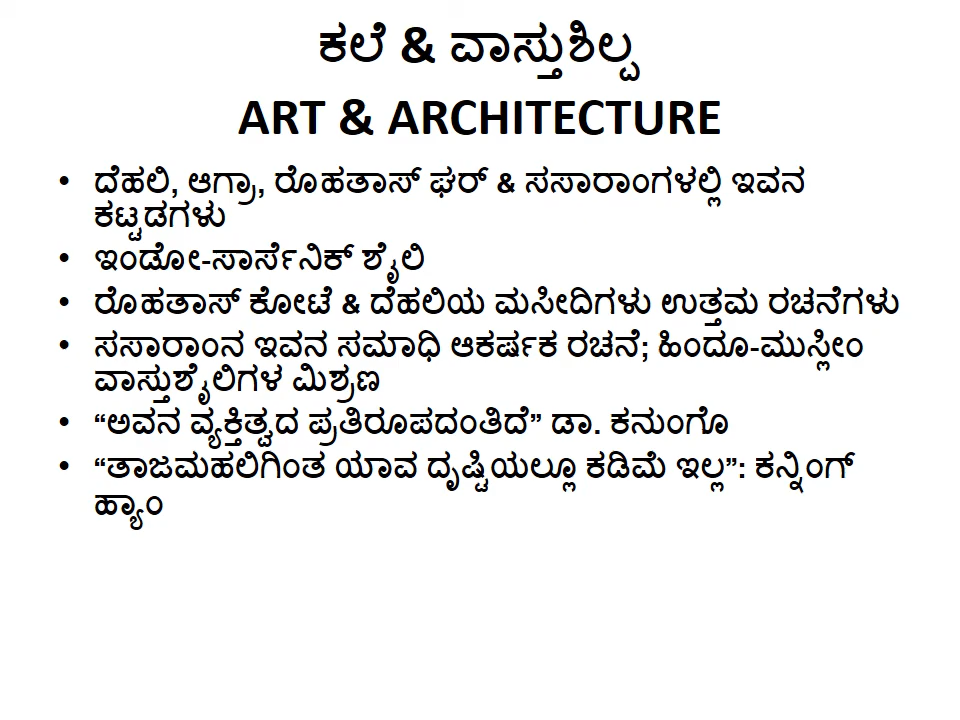 ಕಲೆ & ವಾಸ್ತುಶಿಲ್ಪ
ART & ARCHITECTURE
• ದೆಹಲಿ, ಆಗ್ರಾ, ರೊಹತಾಸ್ ಘರ್ & ಸಸಾರಾಂಗಳಲ್ಲಿ ಇವನ
ಕಟ್ಟಡಗಳು
• ಇಂಡೋ-ಸಾರ್ಸೆನಿಕ್ ಶೈಲಿ
• ರೊಹತಾಸ್ ಕೋಟೆ & ದೆಹಲಿಯ ಮಸೀದಿಗಳು ಉತ್ತಮ ರಚನೆಗಳು
• ಸಸಾರಾಂನ ಇವನ ಸಮಾಧಿ ಆಕರ್ಷಕ ರಚನೆ; ಹಿಂದೂ-ಮುಸ್ಲೀಂ
ವಾಸ್ತುಶೈಲಿಗಳ ಮಿಶ್ರಣ
• “ಅವನ ವ್ಯಕ್ತಿತ್ವದ ಪ್ರತಿರೂಪದಂತಿದೆ” ಡಾ. ಕನುಂಗೊ
• “ತಾಜಮಹಲಿಗಿಂತ ಯಾವ ದೃಷ್ಟಿಯಲ್ಲೂ ಕಡಿಮೆ ಇಲ್ಲ”: ಕನ್ನಿಂಗ್
ಹ್ಯಾಂ